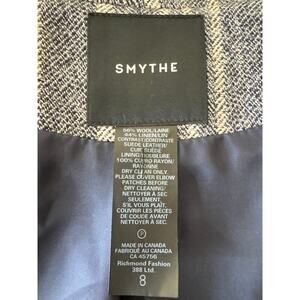 SMYTHE
56% WOOL/LAINE
44% LINEN/LIN
CONTRAST/CONTRASTE
SUEDE LEATHER/
CUIR SUÈDE
LINING/DOUBLURE
100% CUPRO RAYON/
RAYONNE
DRY CLEAN ONLY.
PLEASE COVER ELBOW
PATCHES BEFORE
DRY CLEANING/
NETTOYER À SEC
SEULEMENT.
S'IL VOUS PLAÎT,
COUVRIR LES PIÈCES
DE COUDE AVANT
NETTOYER À SEC
P
MADE IN CANADA
FABRIQUÉ AU CANADA
CA 45756
Richmond Fashion
388 Ltd.
8